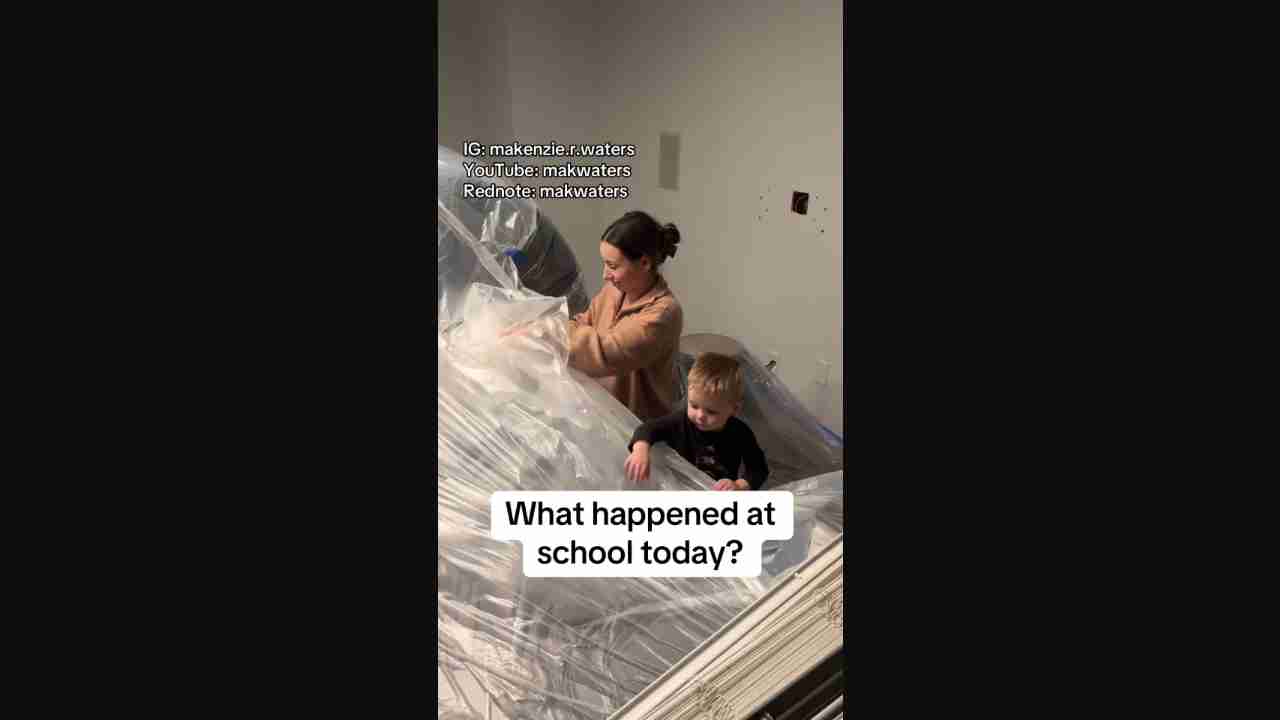 IG: makenzie.r.waters
YouTube: makwaters
Rednote: makwaters
What happened at
school today?